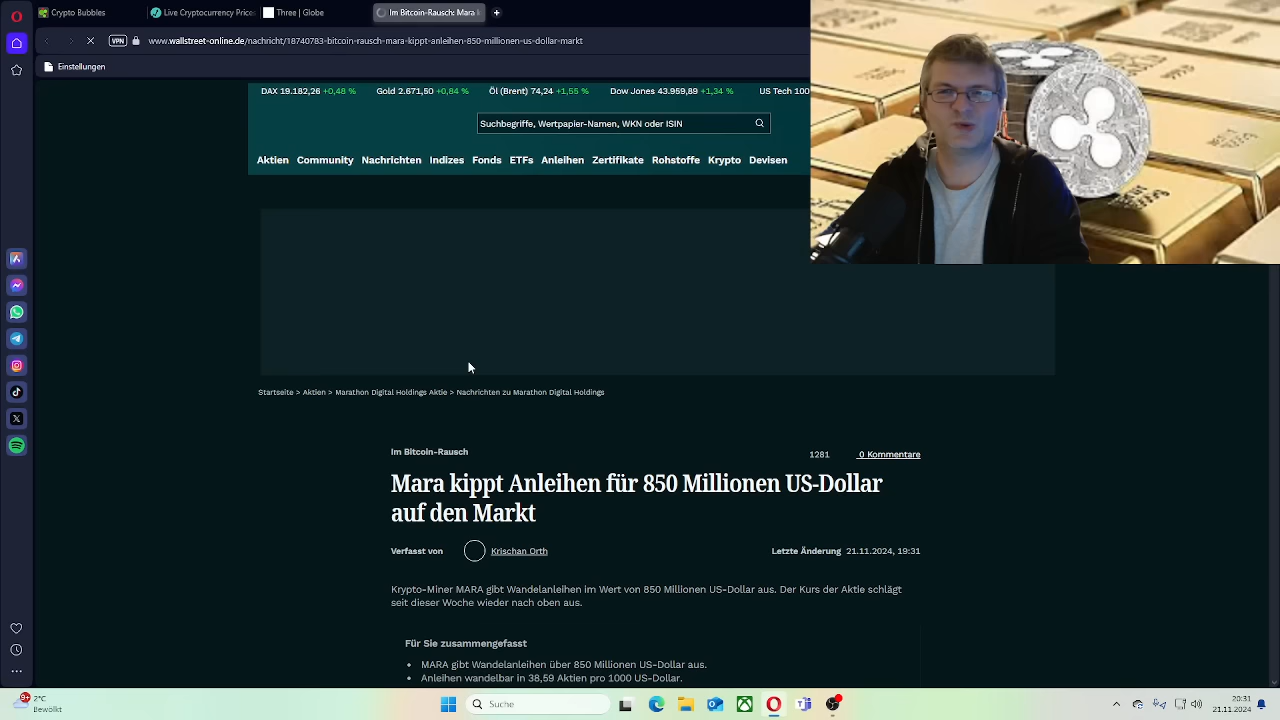 Crypto Bubbles
Live Cryptocurrency Prices
Three | Globe
Im Bitcoin-Rausch: Mara k
VPN
www.wallstreet-online.de/nachricht/18740783-bitcoin-rausch-mara-kippt-anleihen-850-millionen-us-dollar-markt
Einstellungen
Gold 2.671,50 +0,84 %
Öl (Brent) 74,24 +1,55 %
Dow Jones 43.959,89 +1,34 %
US Tech 100
Suchbegriffe, Wertpapier-Namen, WKN oder ISIN
Aktien Community Nachrichten Indizes Fonds ETFs Anleihen Zertifikate Rohstoffe Krypto Devisen
Startseite > Aktien > Marathon Digital Holdings Aktie > Nachrichten zu Marathon Digital Holdings
Im Bitcoin-Rausch
1281 0 Kommentare
Mara kippt Anleihen für 850 Millionen US-Dollar
auf den Markt
Verfasst von Krischan Orth
Letzte Änderung 21.11.2024, 19:31
Krypto-Miner MARA gibt Wandelanleihen im Wert von 850 Millionen US-Dollar aus. Der Kurs der Aktie schlägt
seit dieser Woche wieder nach oben aus.
Für Sie zusammengefasst
• MARA gibt Wandelanleihen über 850 Millionen US-Dollar aus.
• Anleihen wandelbar in 38,59 Aktien pro 1000 US-Dollar.
9+
2°C
Bewölkt
Suche
20:31
21.11.2024